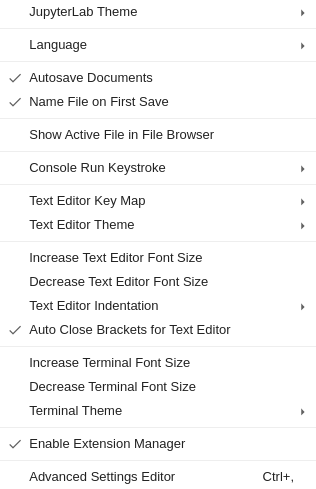 JupyterLab Theme
Language
Autosave Documents
Name File on First Save
Show Active File in File Browser
Console Run Keystroke
Text Editor Key Map
Text Editor Theme
Increase Text Editor Font Size
Decrease Text Editor Font Size
Text Editor Indentation
Auto Close Brackets for Text Editor
Increase Terminal Font Size
Decrease Terminal Font Size
Terminal Theme
Enable Extension Manager
Advanced Settings Editor Ctrl+,